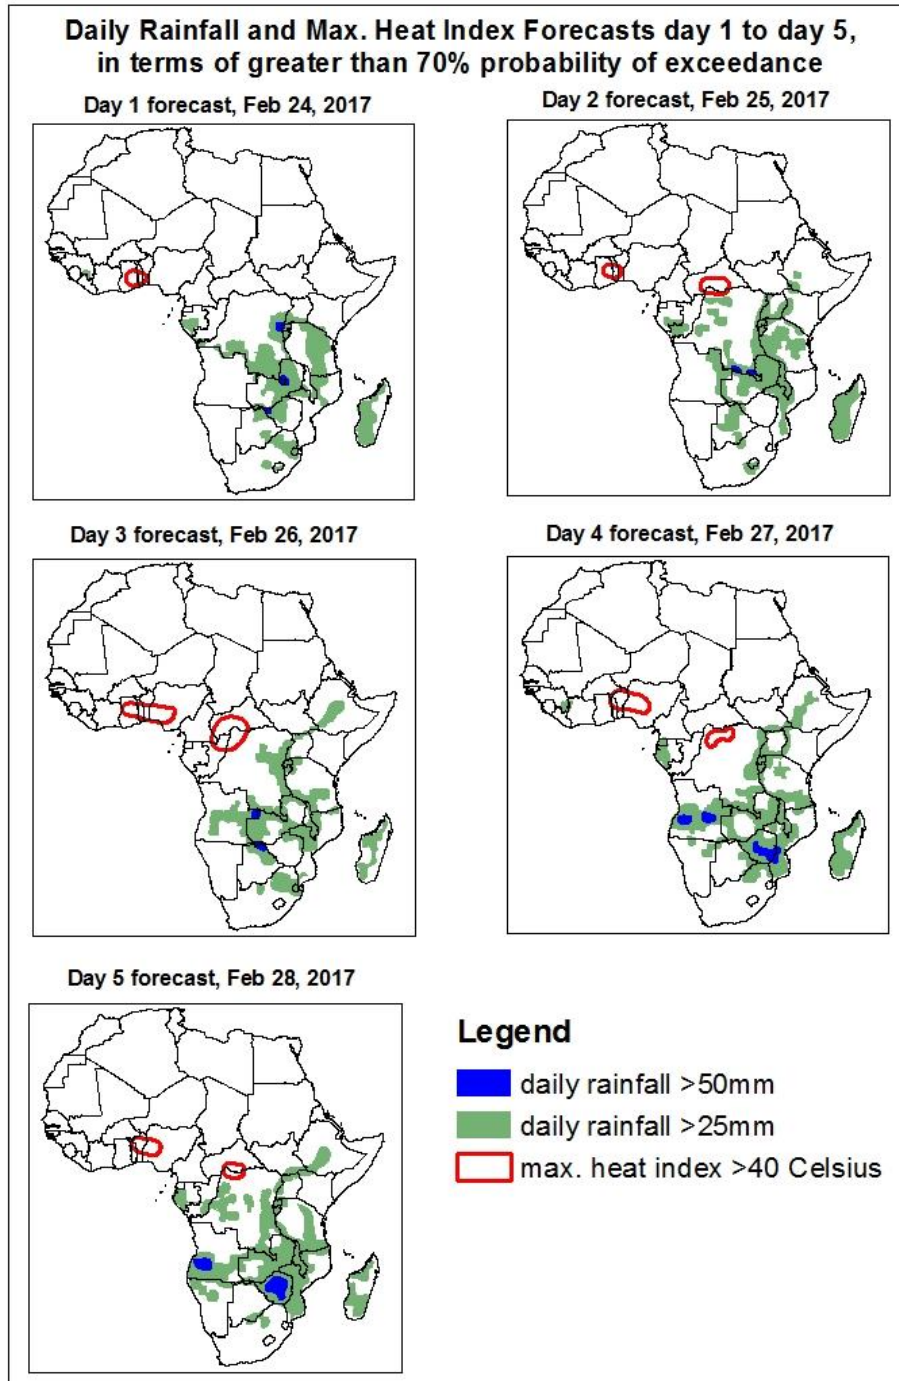 Daily Rainfall and Max. Heat Index Forecasts day 1 to day 5,
in terms of greater than 70% probability of exceedance
Day 1 forecast, Feb 24, 2017
Day 2 forecast, Feb 25, 2017
Day 3 forecast, Feb 26, 2017
Day 4 forecast, Feb 27, 2017
Day 5 forecast, Feb 28, 2017
Legend
daily rainfall >50mm
daily rainfall >25mm
max. heat index >40 Celsius